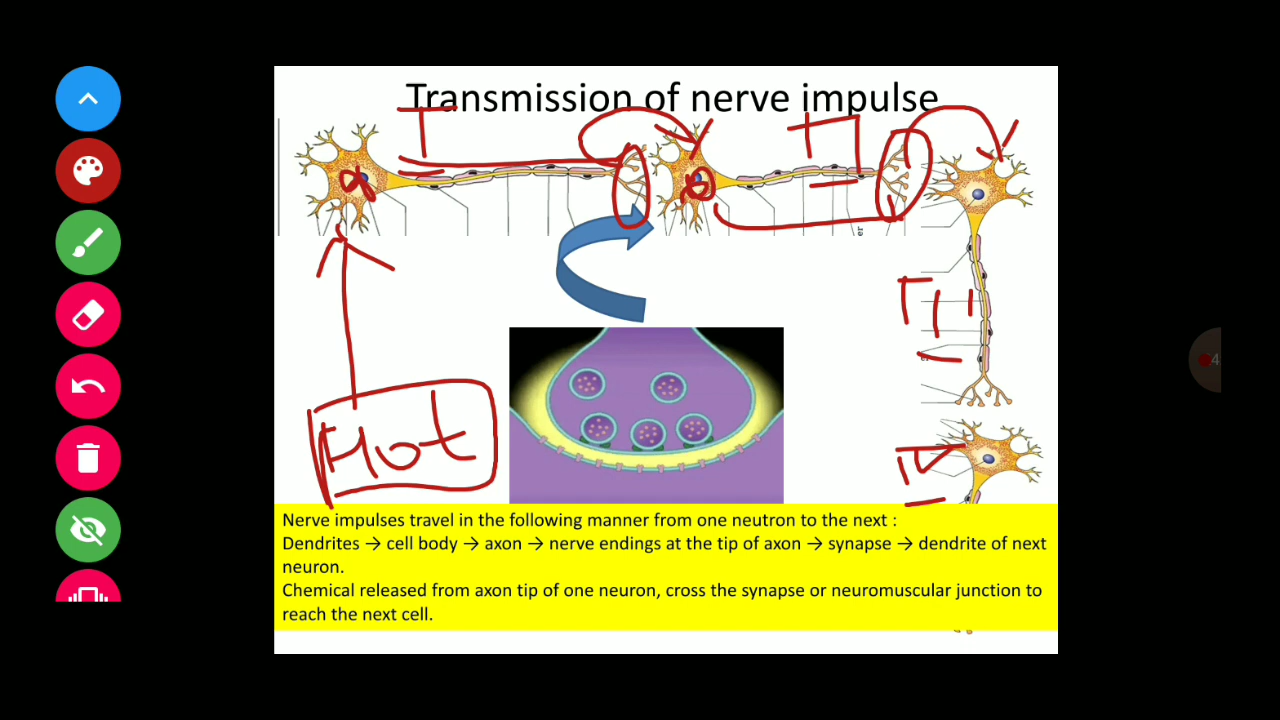 Transmission of nerve impulse
I
II
III
IV
Hot
er
Nerve impulses travel in the following manner from one neutron to the next :
Dendrites → cell body → axon → nerve endings at the tip of axon → synapse → dendrite of next
neuron.
Chemical released from axon tip of one neuron, cross the synapse or neuromuscular junction to
reach the next cell.
4